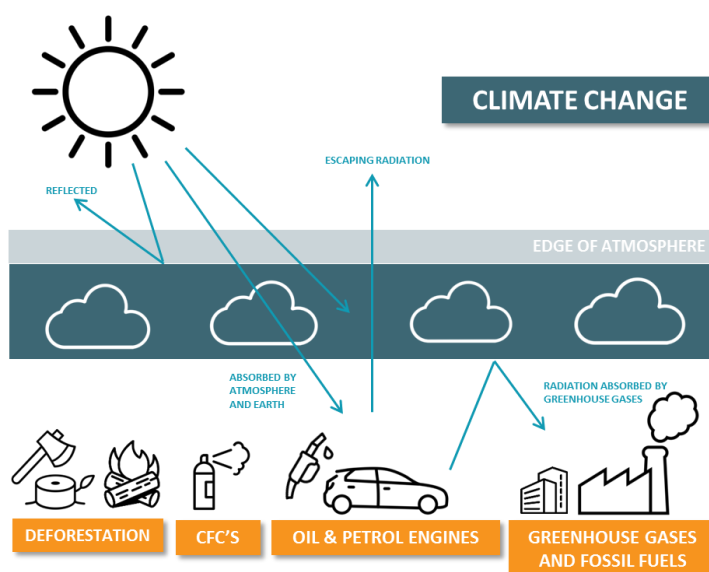 CLIMATE CHANGE
ESCAPING RADIATION
REFLECTED
EDGE OF ATMOSPHERE
ABSORBED BY
ATMOSPHERE
AND EARTH
RADIATION ABSORBED BY
GREENHOUSE GASES
DEFORESTATION
CFC'S
OIL & PETROL ENGINES
GREENHOUSE GASES
AND FOSSIL FUELS